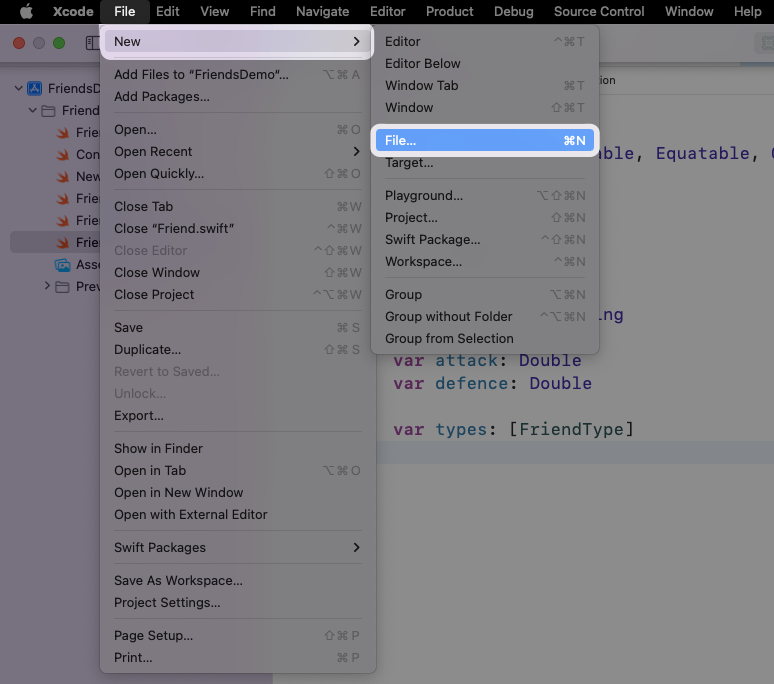 Xcode File Edit View Find Navigate Editor Product Debug Source Control Window Help
New
Add Files to “FriendsDemo”... ⌥⌘A
Add Packages...
Open... ⌘O
Open Recent
Open Quickly... ⇧⌘O
Close Tab ⌘W
Close “Friend.swift” ^⌘W
Close Editor ^⇧⌘W
Close Window ⇧⌘W
Close Project ^⌥⌘W
Save ⌘S
Duplicate... ⇧⌘S
Revert to Saved...
Unlock...
Export...
Show in Finder
Open in Tab ⌥⌘O
Open in New Window
Open with External Editor
Swift Packages
Save As Workspace...
Project Settings...
Page Setup... ⇧⌘P
Print... ⌘P
Editor ^⌘T
Editor Below
Window Tab ⌘T
Window ⇧⌘T
File... ⌘N
Target...
Playground... ⌥⇧⌘N
Project... ⇧⌘N
Swift Package... ^⇧⌘N
Workspace... ^⌘N
Group ⌥⌘N
Group without Folder ^⌥⌘N
Group from Selection
FriendsD
Friend
Frie
Con
New
Frie
Frie
Frie
Asse
Prev
ion
ble, Equatable,
ing
var attack: Double
var defence: Double
var types: [FriendType]